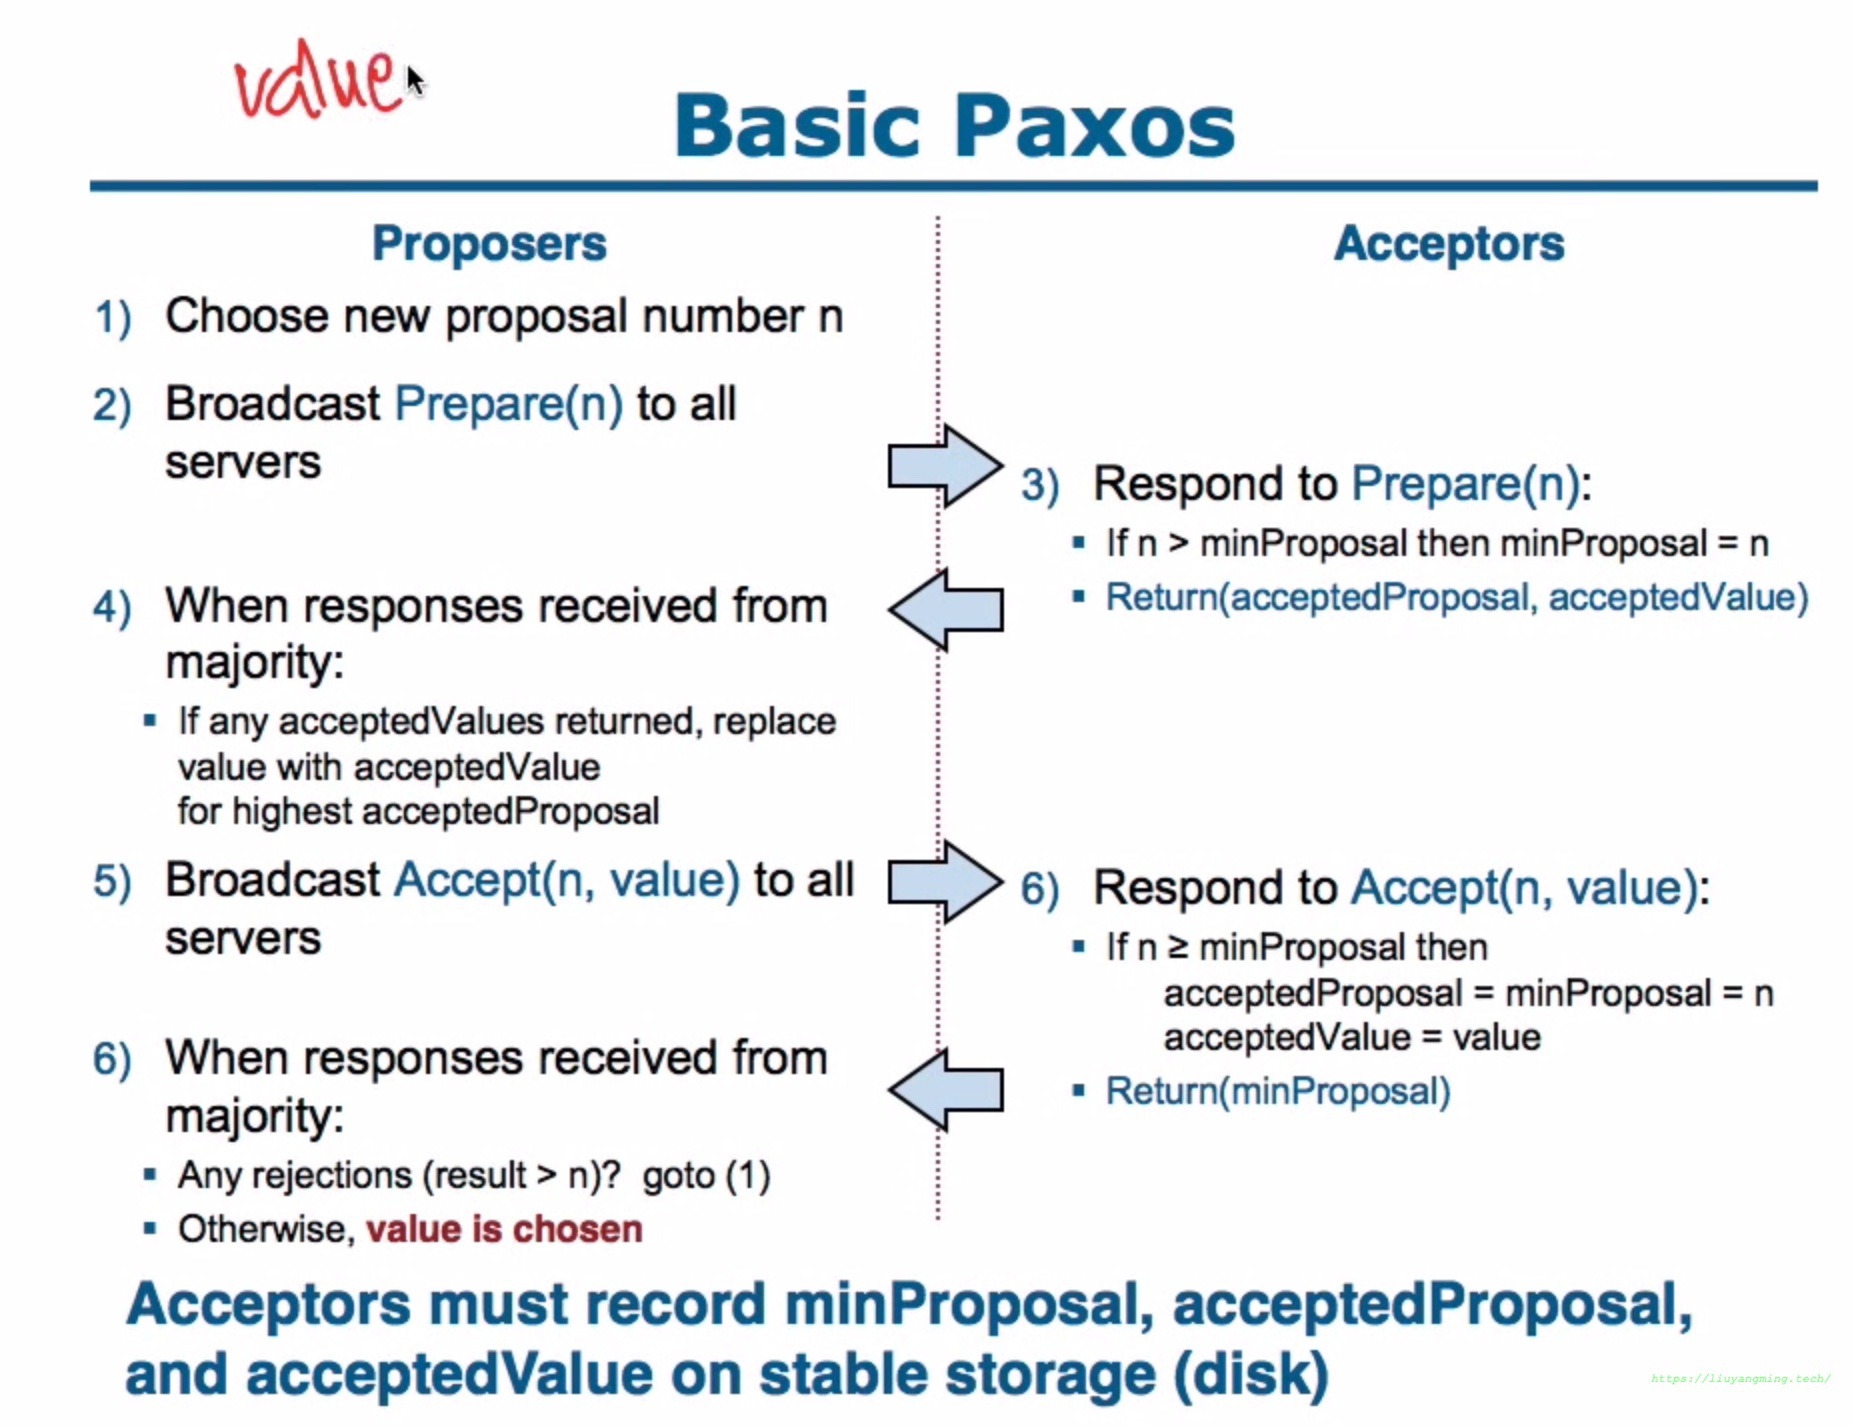 value
Basic Paxos
Proposers
1) Choose new proposal number n
2) Broadcast Prepare(n) to all
servers
4) When responses received from
majority:
▪ If any acceptedValues returned, replace
value with acceptedValue
for highest acceptedProposal
5) Broadcast Accept(n, value) to all
servers
6) When responses received from
majority:
▪ Any rejections (result > n)? goto (1)
▪ Otherwise, value is chosen
Acceptors
3) Respond to Prepare(n):
▪ If n > minProposal then minProposal = n
▪ Return(acceptedProposal, acceptedValue)
6) Respond to Accept(n, value):
▪ If n ≥ minProposal then
acceptedProposal = minProposal = n
acceptedValue = value
▪ Return(minProposal)
Acceptors must record minProposal, acceptedProposal,
and acceptedValue on stable storage (disk)
https://liuyangming.tech/